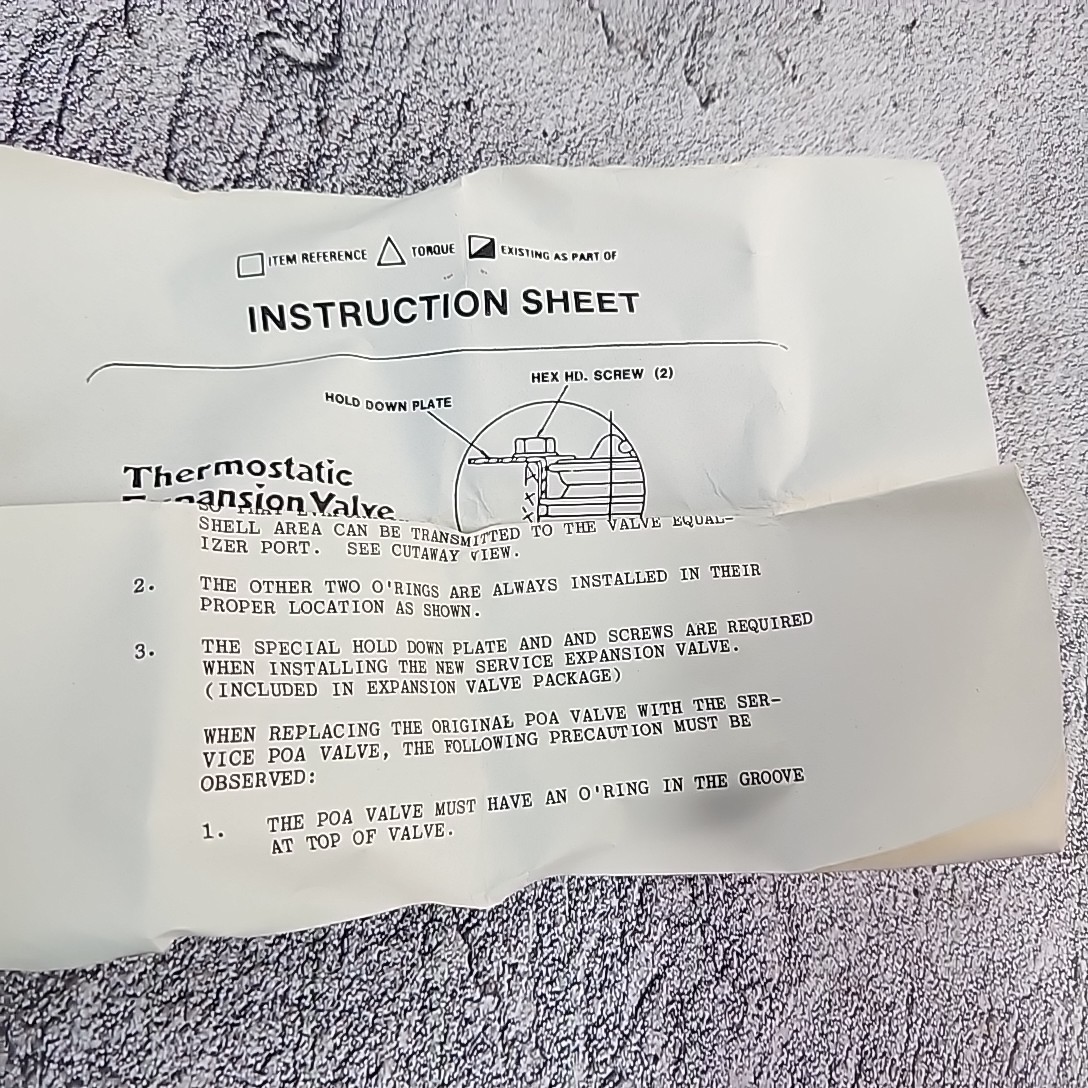 ITEM REFERENCE TORQUE EXISTING AS PART OF
INSTRUCTION SHEET
HEX HD. SCREW (2)
HOLD DOWN PLATE
Thermostatic
Expansion Valve
SHELL AREA CAN BE TRANSMITTED TO THE VALVE EQUAL-
IZER PORT. SEE CUTAWAY VIEW.
2. THE OTHER TWO O'RINGS ARE ALWAYS INSTALLED IN THEIR
PROPER LOCATION AS SHOWN.
3. THE SPECIAL HOLD DOWN PLATE AND AND SCREWS ARE REQUIRED
WHEN INSTALLING THE NEW SERVICE EXPANSION VALVE.
(INCLUDED IN EXPANSION VALVE PACKAGE)
WHEN REPLACING THE ORIGINAL POA VALVE WITH THE SER-
VICE POA VALVE, THE FOLLOWING PRECAUTION MUST BE
OBSERVED:
1. THE POA VALVE MUST HAVE AN O'RING IN THE GROOVE
AT TOP OF VALVE.